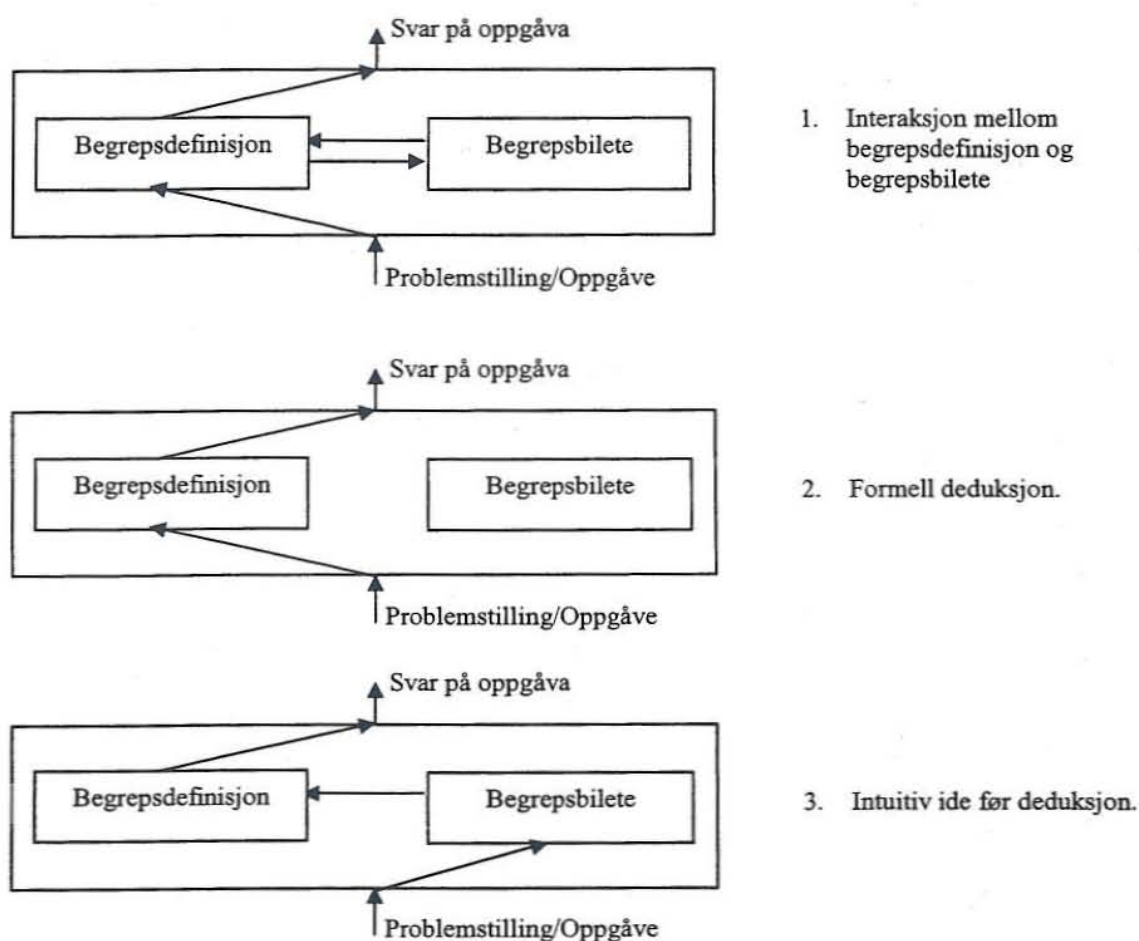 Svar på oppgåva
Begrepsdefinisjon
Begrepsbilete
Problemstilling/Oppgåve
1. Interaksjon mellom
begrepsdefinisjon og
begrepsbilete
Svar på oppgåva
Begrepsdefinisjon
Begrepsbilete
Problemstilling/Oppgåve
2. Formell deduksjon.
Svar på oppgåva
Begrepsdefinisjon
Begrepsbilete
Problemstilling/Oppgåve
3. Intuitiv ide før deduksjon.